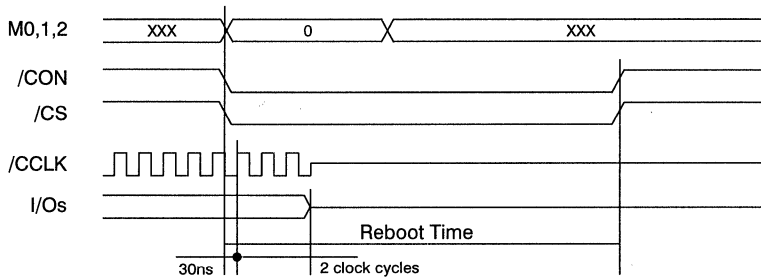 M0,1,2 XXX 0 XXX
/CON
/CS
/CCLK
I/Os
Reboot Time
30ns 2 clock cycles